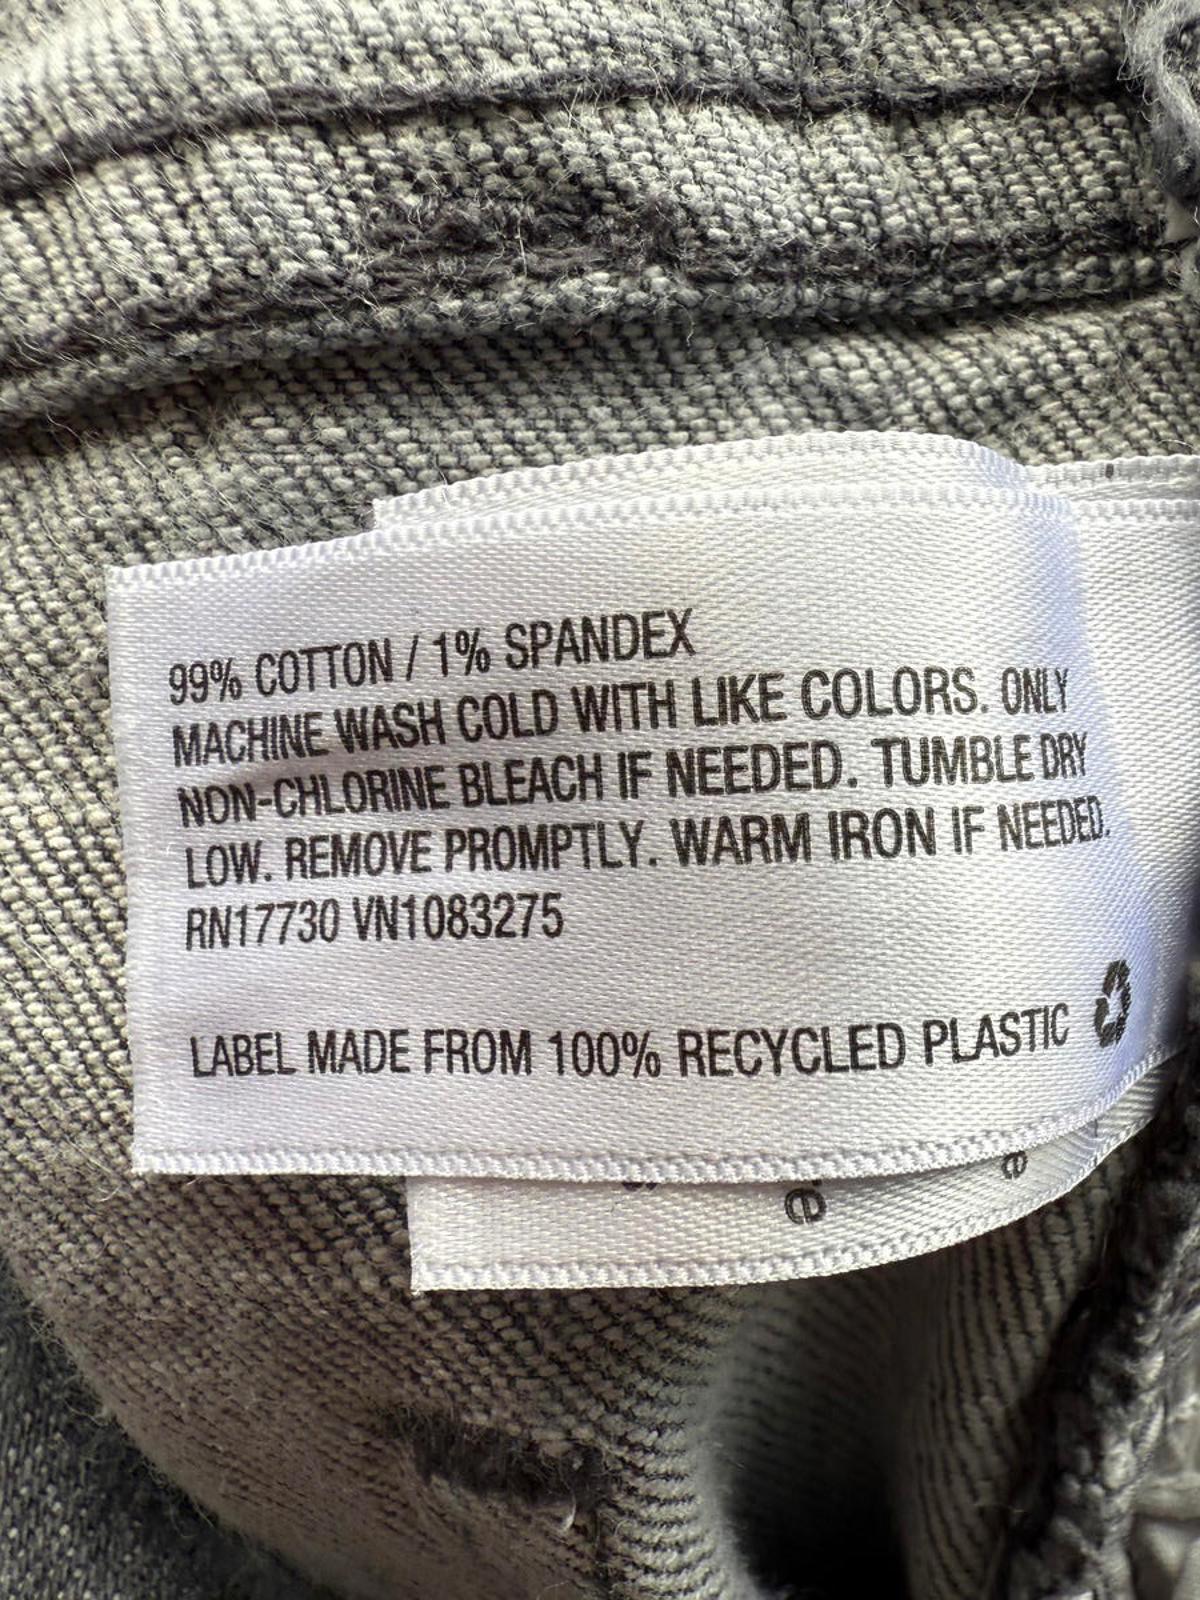 99% COTTON / 1% SPANDEX
MACHINE WASH COLD WITH LIKE COLORS. ONLY
NON-CHLORINE BLEACH IF NEEDED. TUMBLE DRY
LOW. REMOVE PROMPTLY. WARM IRON IF NEEDED.
RN17730 VN1083275
LABEL MADE FROM 100% RECYCLED PLASTIC